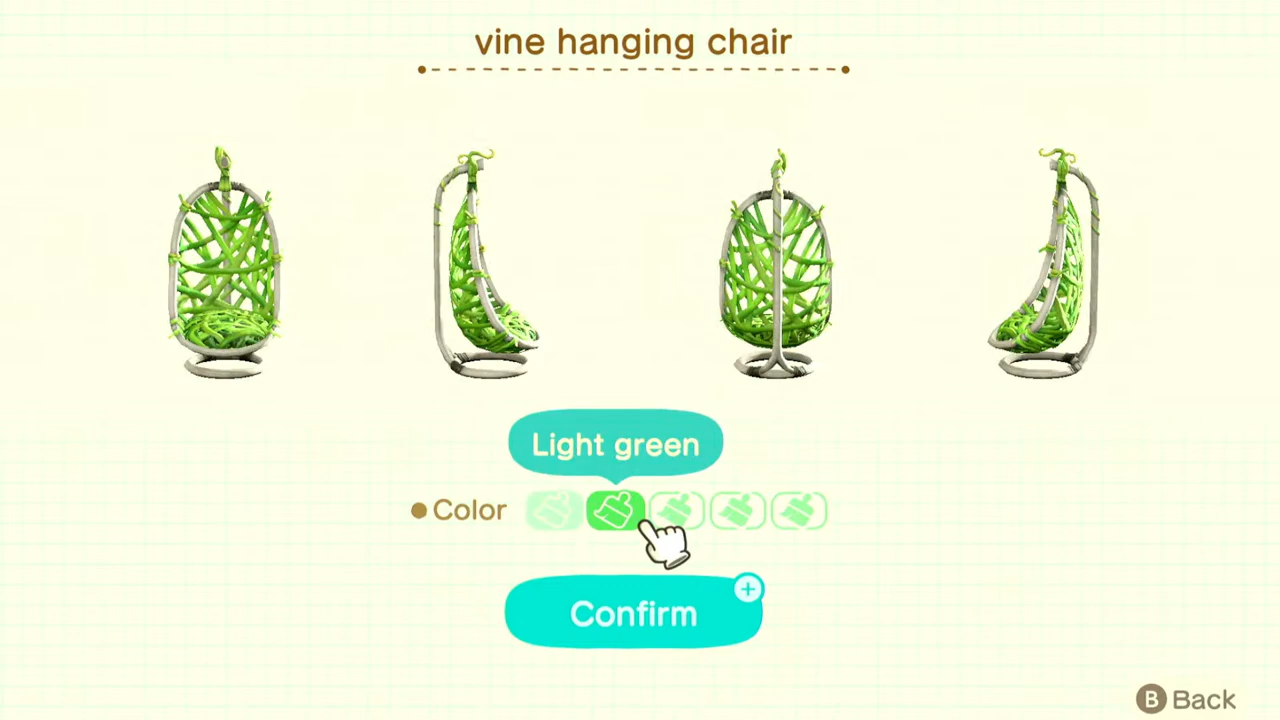 vine hanging chair
Light green
Color
Confirm
B Back